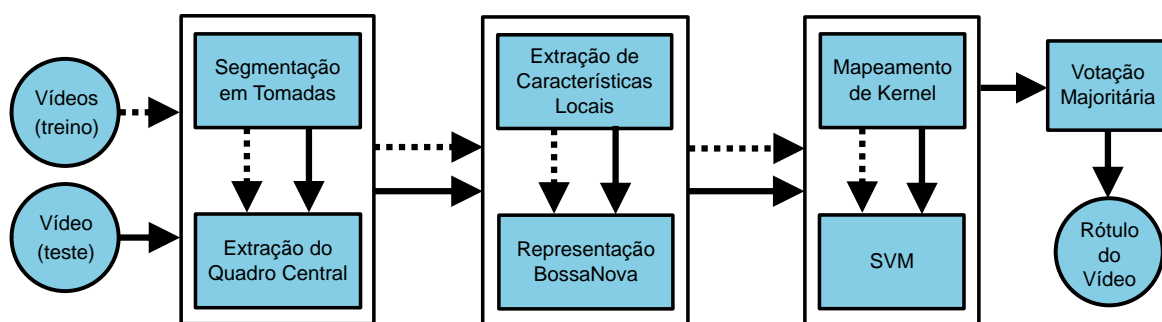 Vídeos
(treino)
Vídeo
(teste)
Segmentação
em Tomadas
Extração do
Quadro Central
Extração de
Características
Locais
Representação
BossaNova
Mapeamento
de Kernel
SVM
Votação
Majoritária
Rótulo
do
Vídeo